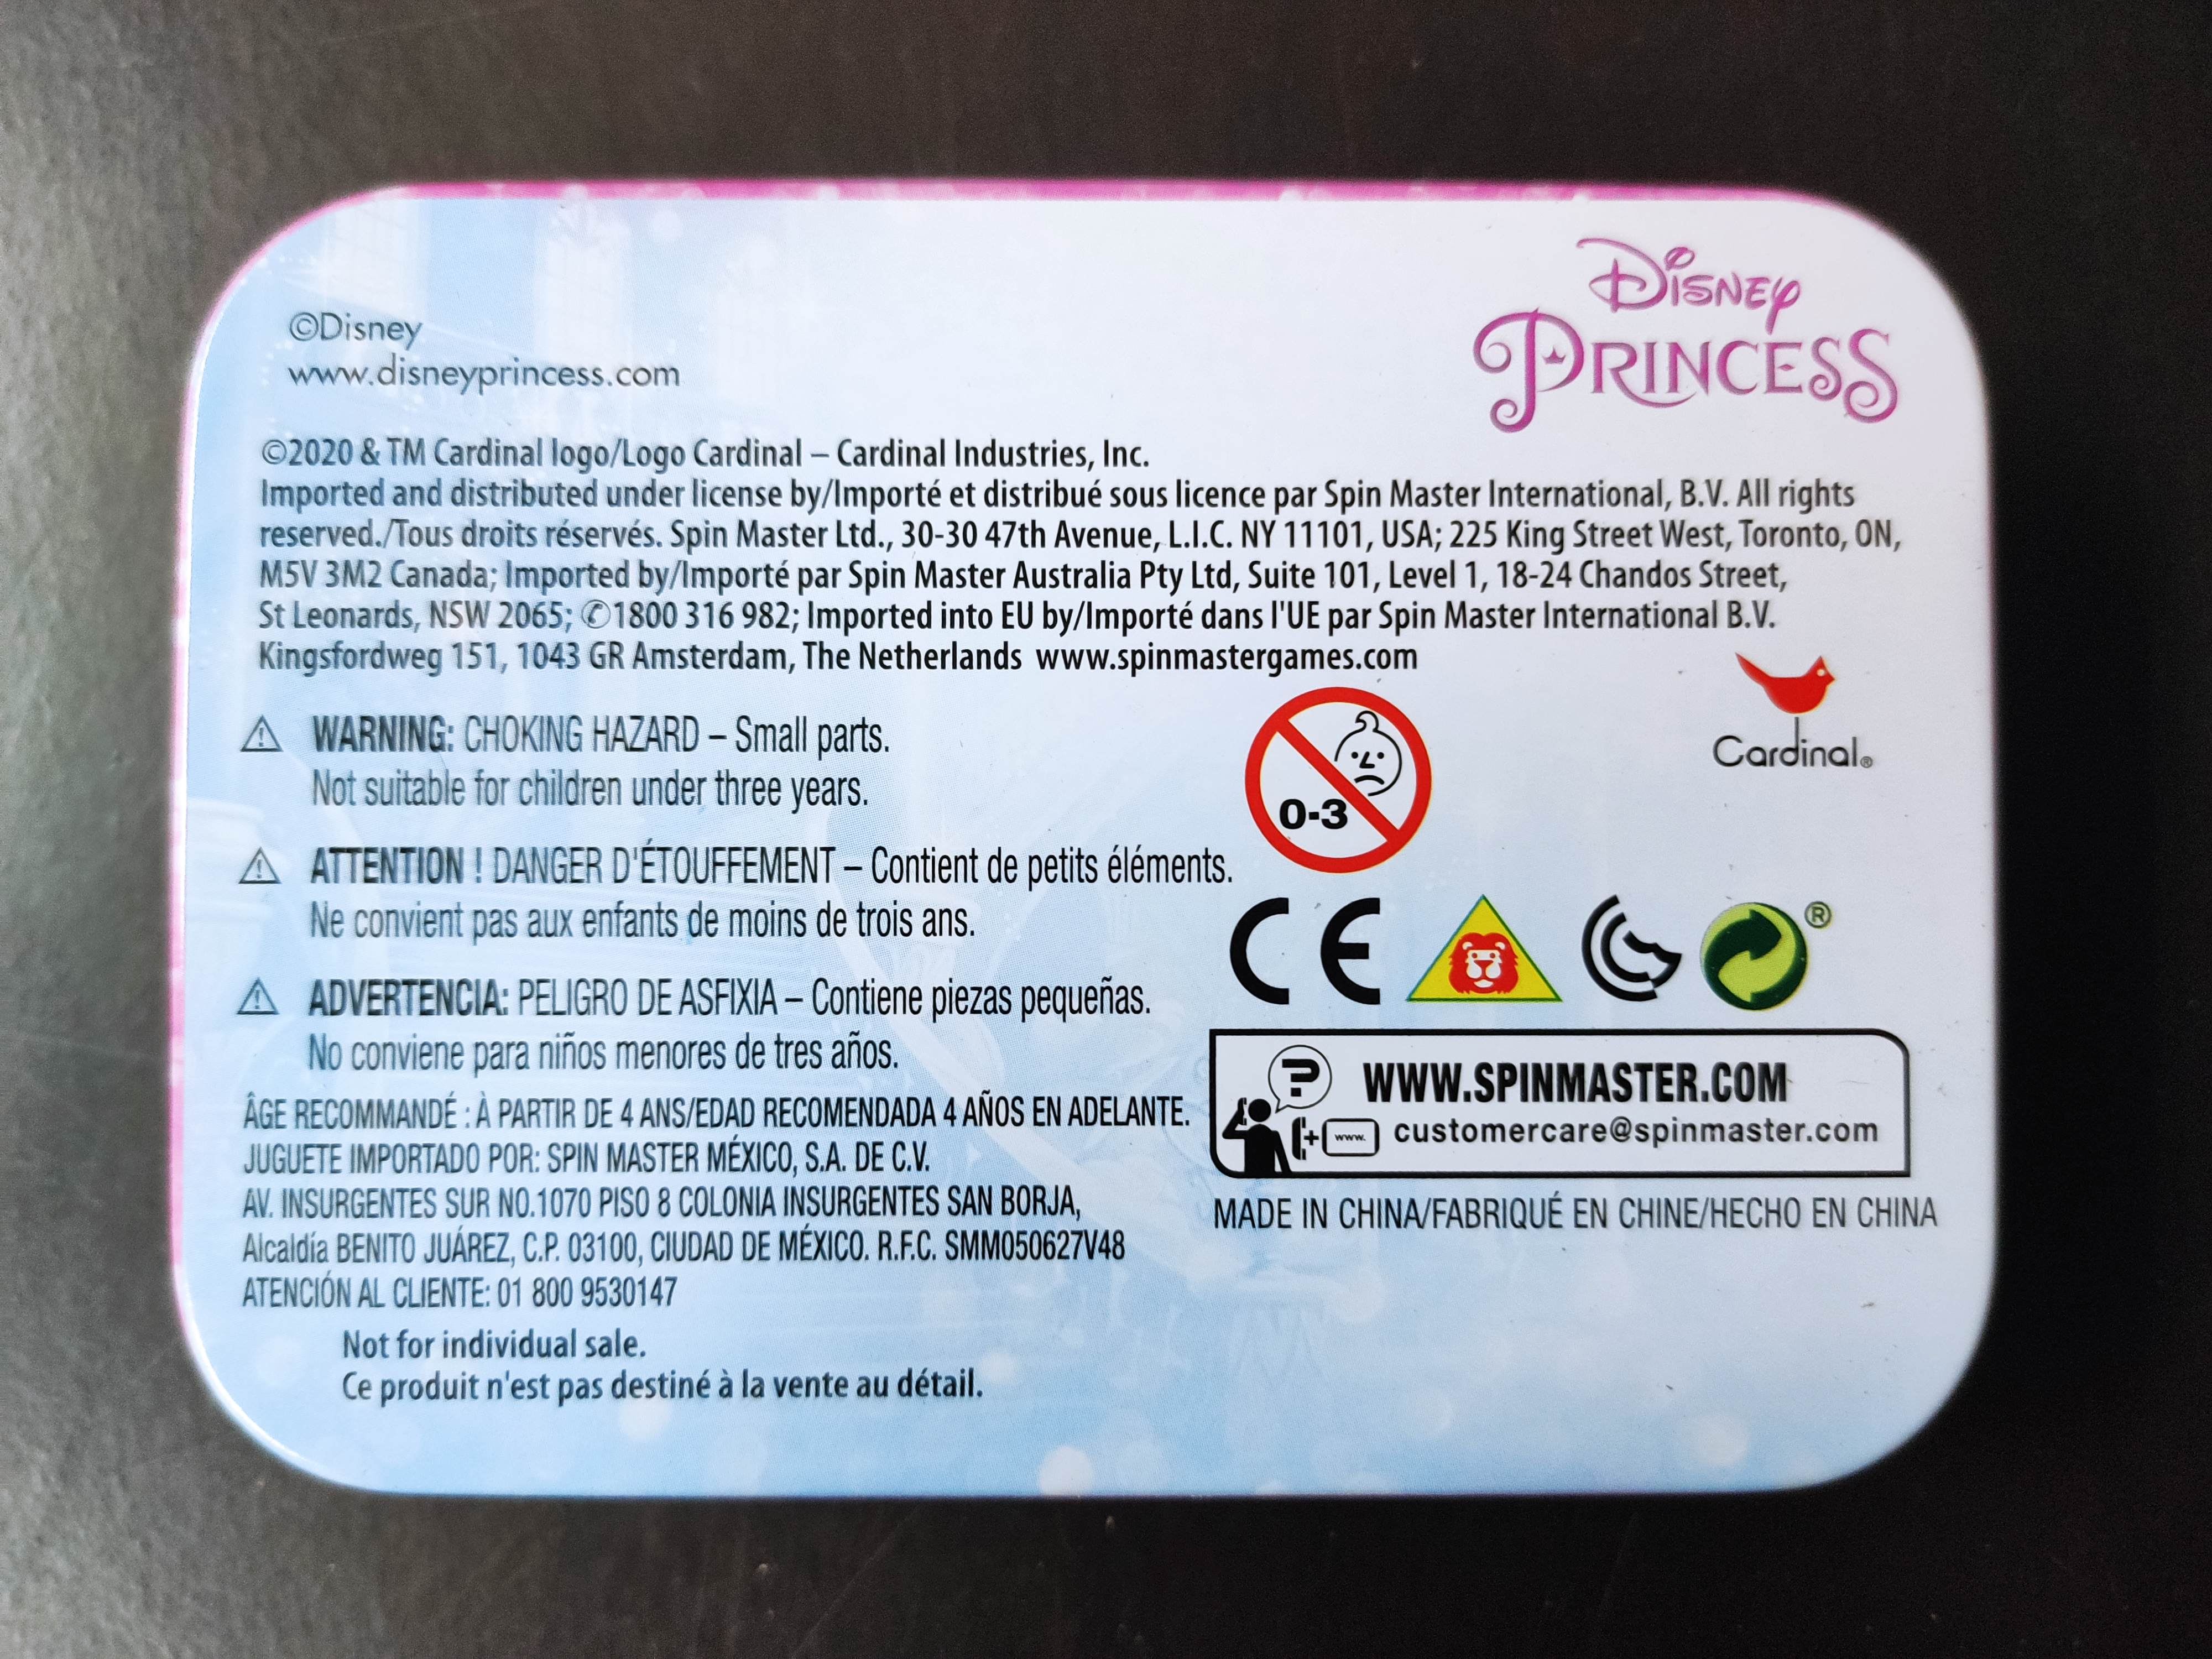 Disney
PRINCESS
©Disney
www.disneyprincess.com
©2020 & TM Cardinal logo/Logo Cardinal – Cardinal Industries, Inc.
Imported and distributed under license by/Importé et distribué sous licence par Spin Master International, B.V. All rights
reserved./Tous droits réservés. Spin Master Ltd., 30-30 47th Avenue, L.I.C. NY 11101, USA; 225 King Street West, Toronto, ON,
M5V 3M2 Canada; Imported by/Importé par Spin Master Australia Pty Ltd, Suite 101, Level 1, 18-24 Chandos Street,
St Leonards, NSW 2065; ✆1800 316 982; Imported into EU by/Importé dans l'UE par Spin Master International B.V.
Kingsfordweg 151, 1043 GR Amsterdam, The Netherlands www.spinmastergames.com
Cardinal®
⚠ WARNING: CHOKING HAZARD – Small parts.
Not suitable for children under three years.
0-3
⚠ ATTENTION ! DANGER D'ÉTOUFFEMENT – Contient de petits éléments.
Ne convient pas aux enfants de moins de trois ans.
CE
®
⚠ ADVERTENCIA: PELIGRO DE ASFIXIA – Contiene piezas pequeñas.
No conviene para niños menores de tres años.
ÂGE RECOMMANDÉ : À PARTIR DE 4 ANS/EDAD RECOMENDADA 4 AÑOS EN ADELANTE.
JUGUETE IMPORTADO POR: SPIN MASTER MÉXICO, S.A. DE C.V.
AV. INSURGENTES SUR NO.1070 PISO 8 COLONIA INSURGENTES SAN BORJA,
Alcaldía BENITO JUÁREZ, C.P. 03100, CIUDAD DE MÉXICO. R.F.C. SMM050627V48
ATENCIÓN AL CLIENTE: 01 800 9530147
Not for individual sale.
Ce produit n'est pas destiné à la vente au détail.
?
WWW.SPINMASTER.COM
+ www. customercare@spinmaster.com
MADE IN CHINA/FABRIQUÉ EN CHINE/HECHO EN CHINA